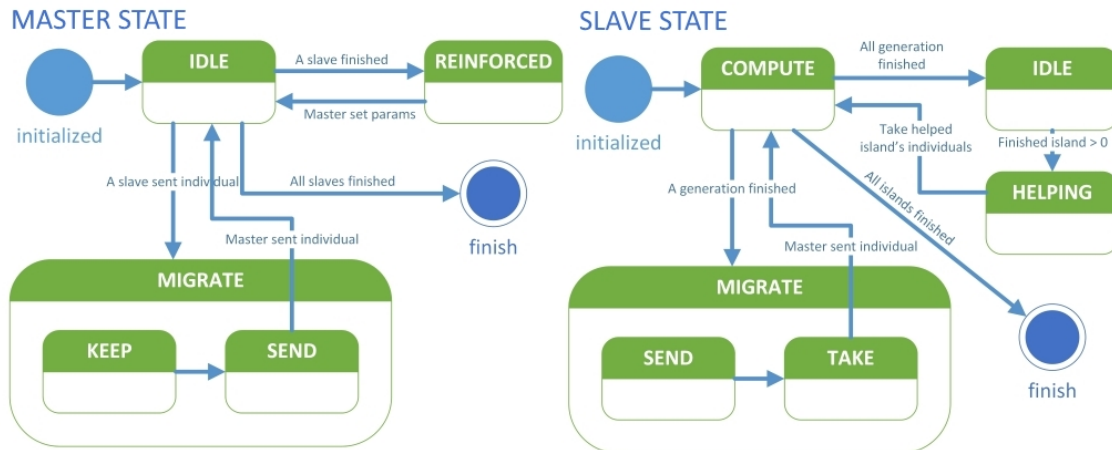 MASTER STATE
initialized
IDLE
A slave finished
REINFORCED
Master set params
A slave sent individual
All slaves finished
finish
Master sent individual
MIGRATE
KEEP
SEND
SLAVE STATE
initialized
COMPUTE
All generation
finished
IDLE
Take helped
island's individuals
Finished island > 0
HELPING
A generation finished
All islands finished
Master sent individual
finish
MIGRATE
SEND
TAKE